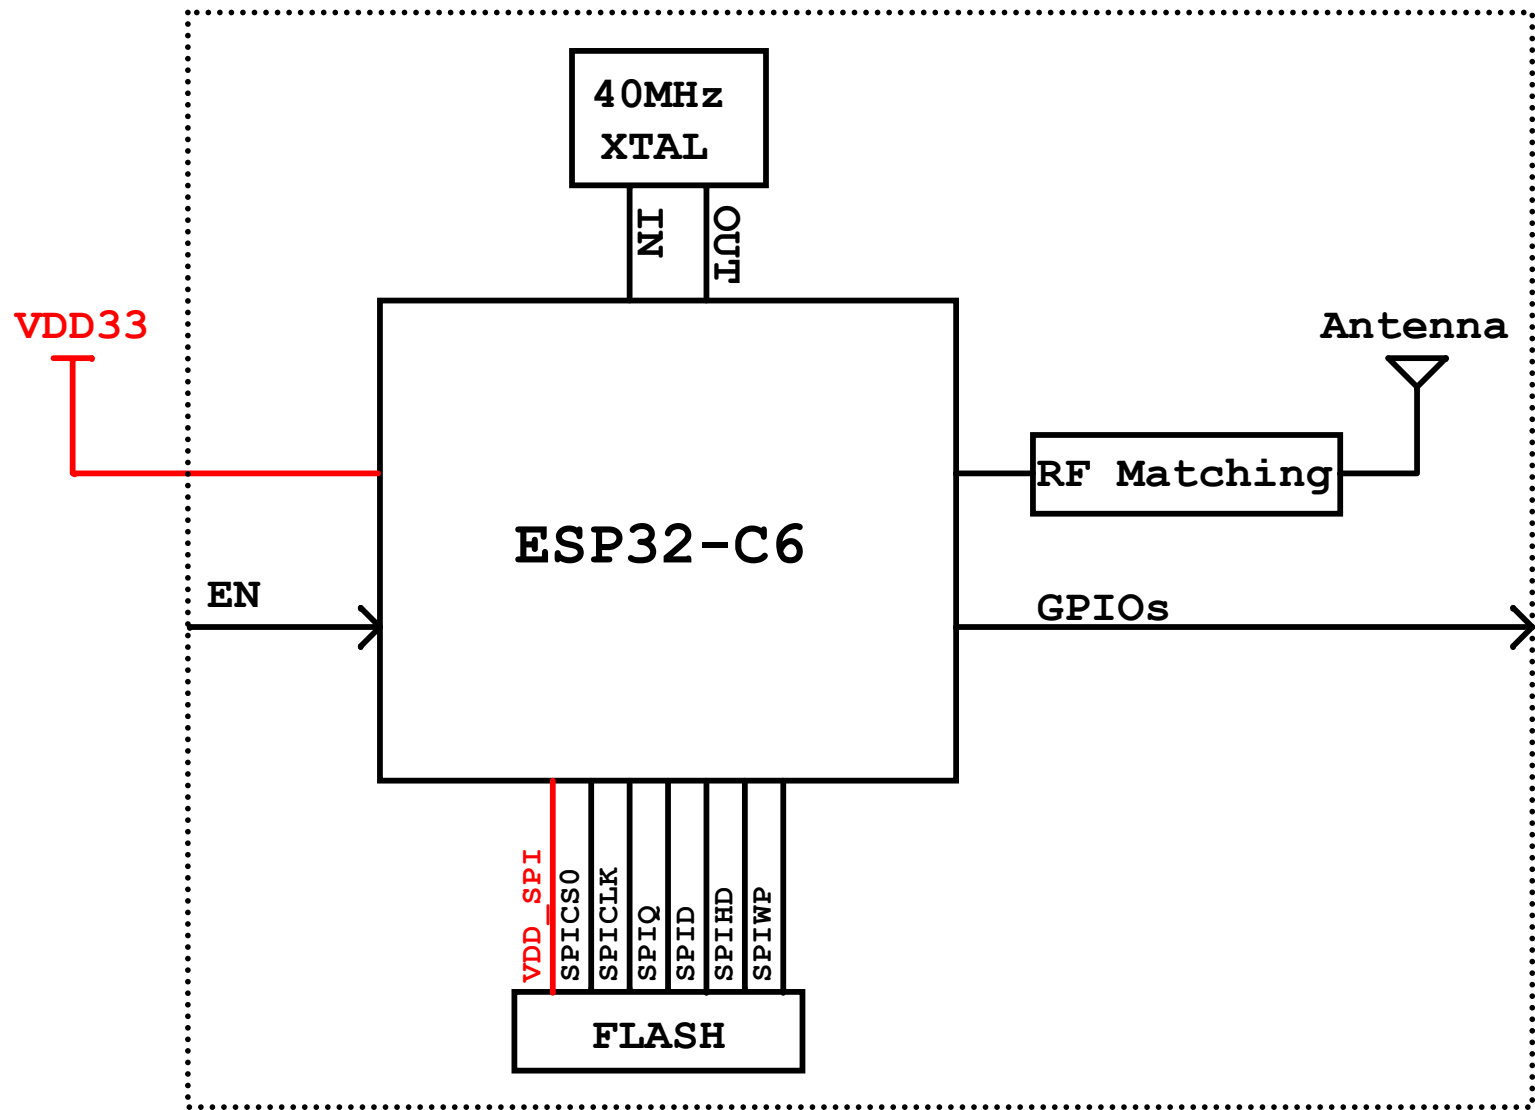 40MHz
XTAL
IN
OUT
VDD33
Antenna
RF Matching
ESP32-C6
EN
GPIOs
VDD_SPI
SPICS0
SPICLK
SPIQ
SPID
SPIHD
SPIWP
FLASH